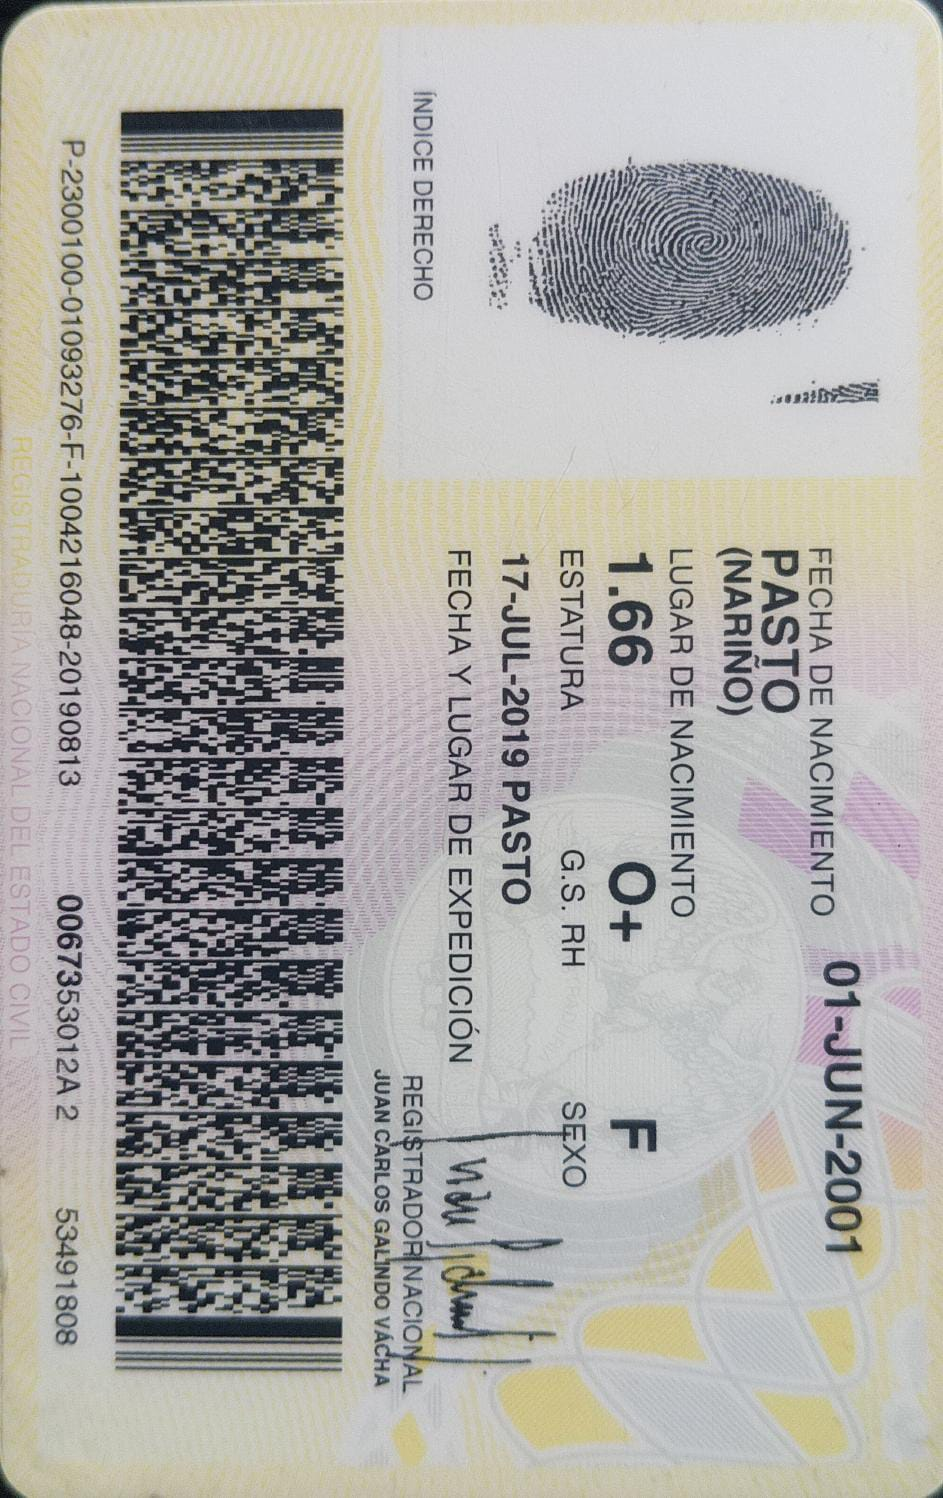 FECHA DE NACIMIENTO 01-JUN-2001
PASTO
(NARIÑO)
LUGAR DE NACIMIENTO
1.66 O+ F
ESTATURA G.S. RH SEXO
17-JUL-2019 PASTO
FECHA Y LUGAR DE EXPEDICIÓN
ÍNDICE DERECHO
REGISTRADOR NACIONAL
JUAN CARLOS GALINDO VÁCHA
P-2300100-01093276-F-1004216048-20190813 0067353012A 2 53491808
REGISTRADURÍA NACIONAL DEL ESTADO CIVIL